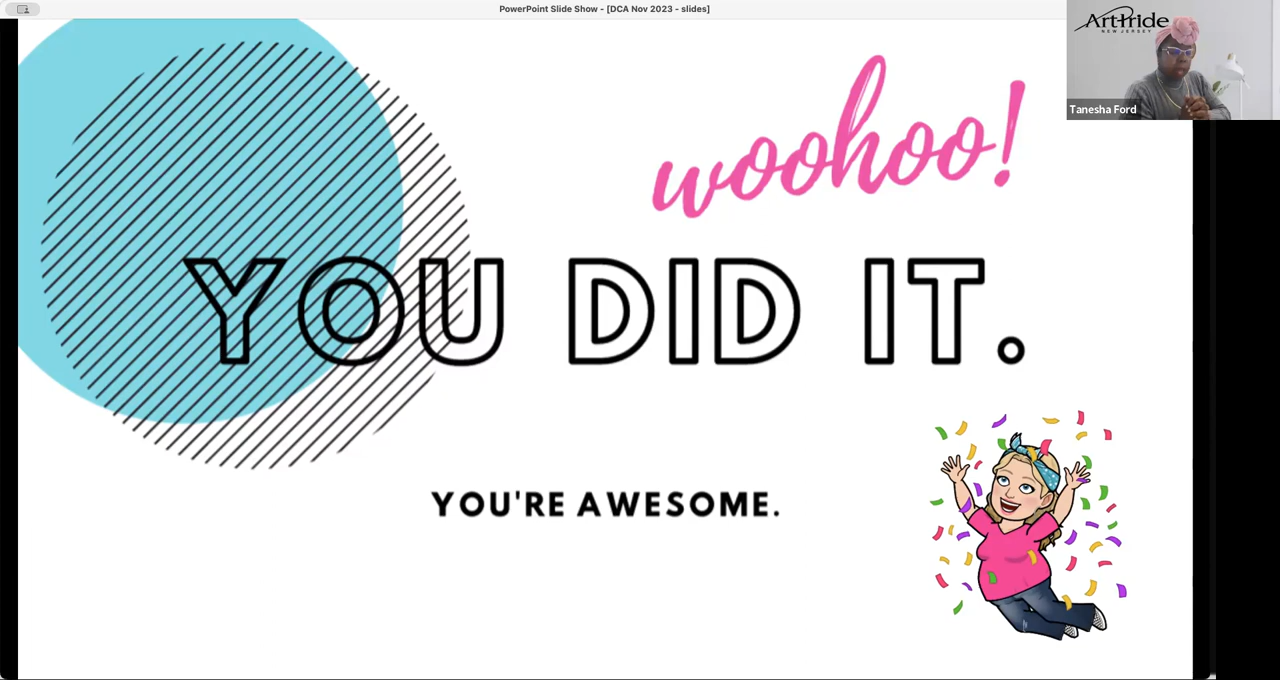 PowerPoint Slide Show - [DCA Nov 2023 - slides]
ArtPride
NEW JERSEY
Tanesha Ford
woohoo!
YOU DID IT.
YOU'RE AWESOME.